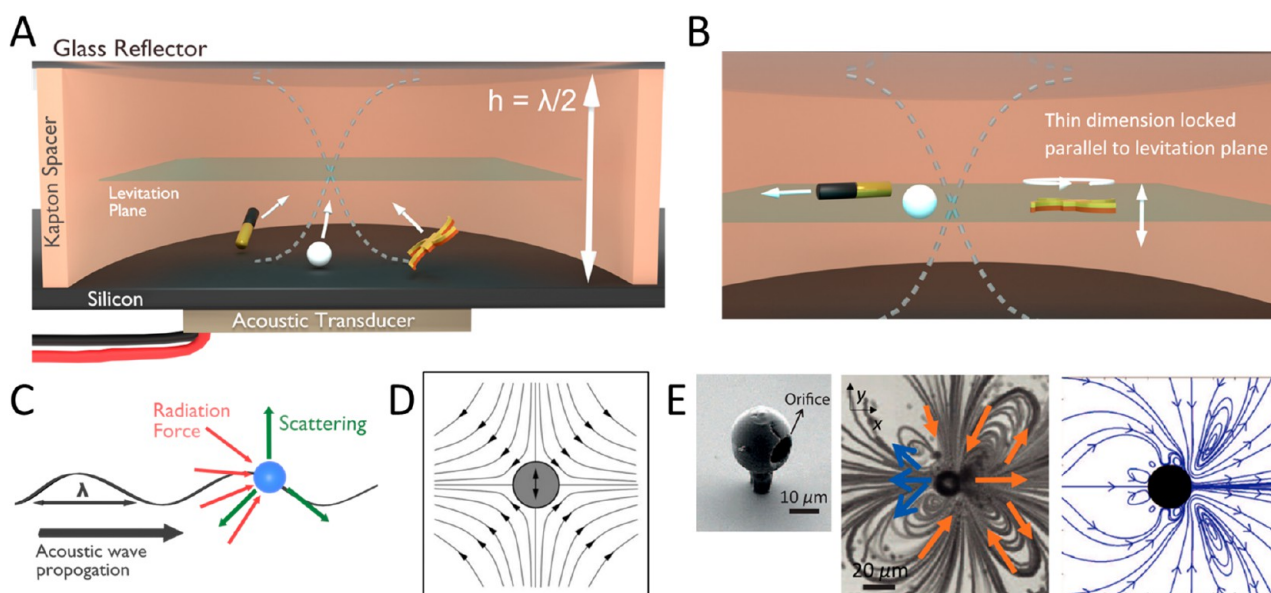 A
Glass Reflector
Kapton Spacer
h = λ/2
Levitation
Plane
Silicon
Acoustic Transducer
B
Thin dimension locked
parallel to levitation plane
C
Radiation
Force
Scattering
λ
Acoustic wave
propogation
D
E
Orifice
10 μm
y
x
20 μm